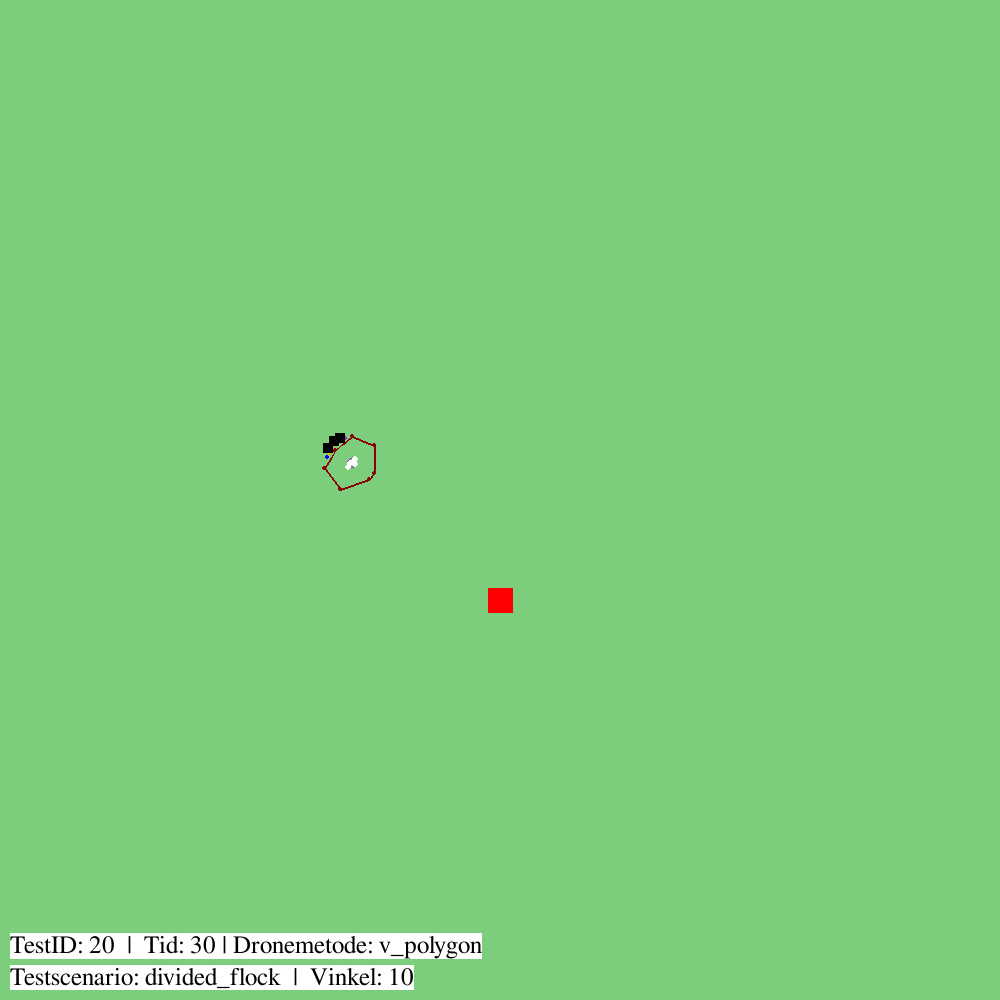 TestID: 20 | Tid: 30 | Dronemetode: v_polygon
Testscenario: divided_flock | Vinkel: 10